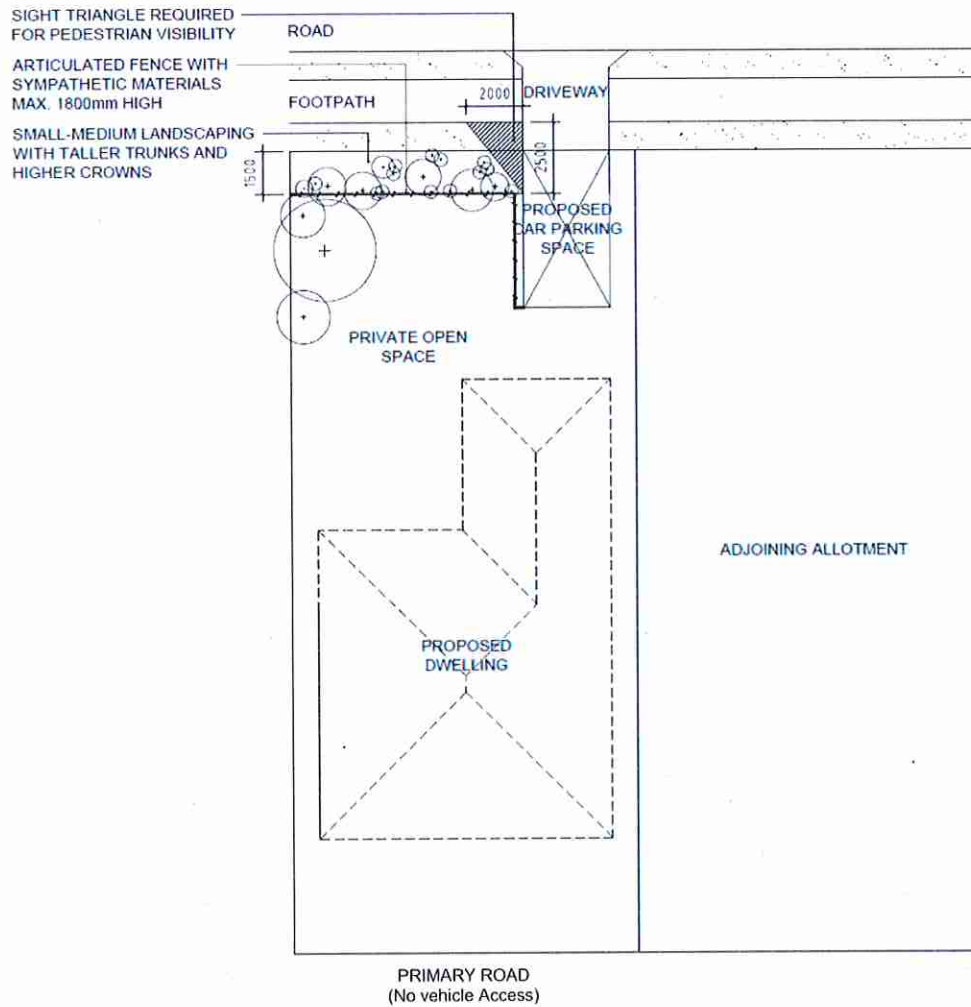 SIGHT TRIANGLE REQUIRED
FOR PEDESTRIAN VISIBILITY
ROAD
ARTICULATED FENCE WITH
SYMPATHETIC MATERIALS
MAX. 1800mm HIGH
FOOTPATH
2000
DRIVEWAY
SMALL-MEDIUM LANDSCAPING
WITH TALLER TRUNKS AND
HIGHER CROWNS
1500
2500
PROPOSED
CAR PARKING
SPACE
PRIVATE OPEN
SPACE
ADJOINING ALLOTMENT
PROPOSED
DWELLING
PRIMARY ROAD
(No vehicle Access)